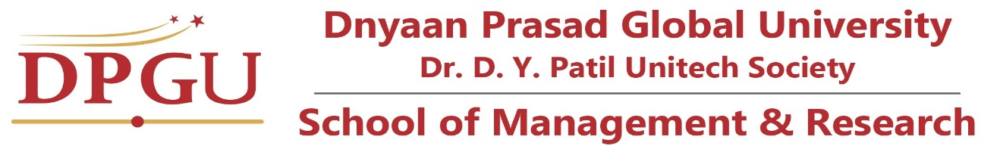 DPGU
Dnyaan Prasad Global University
Dr. D. Y. Patil Unitech Society
School of Management & Research